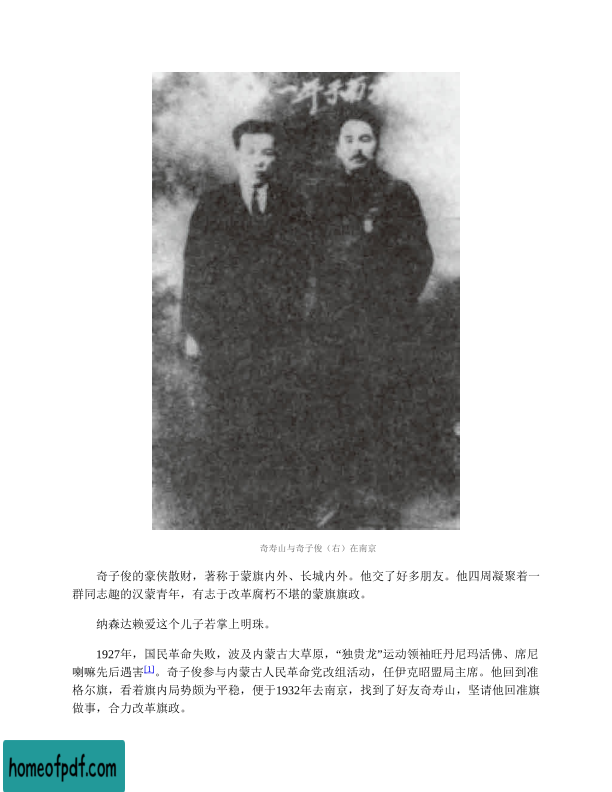 奇寿山与奇子俊（右）在南京
奇子俊的豪侠散财，著称于蒙旗内外、长城内外。他交了好多朋友。他四周凝聚着一
群同志趣的汉蒙青年，有志于改革腐朽不堪的蒙旗旗政。
纳森达赖爱这个儿子若掌上明珠。
1927年，国民革命失败，波及内蒙古大草原，“独贵龙”运动领袖旺丹尼玛活佛、席尼
喇嘛先后遇害[1]。奇子俊参与内蒙古人民革命党改组活动，任伊克昭盟局主席。他回到准
格尔旗，看着旗内局势颇为平稳，便于1932年去南京，找到了好友奇寿山，坚请他回准旗
做事，合力改革旗政。
homeofpdf.com